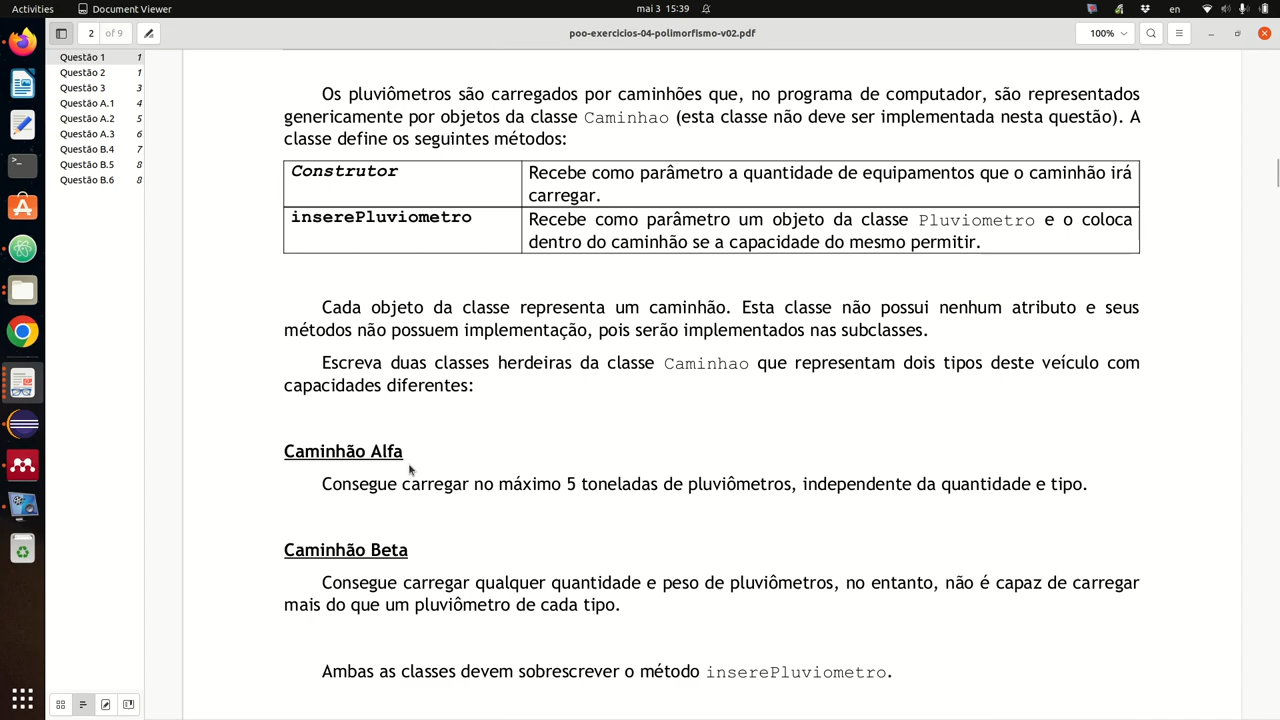 Activities
Document Viewer
mai 3 15:39
en
2
of 9
poo-exercicios-04-polimorfismo-v02.pdf
100%
Questão 1 1
Questão 2 1
Questão 3 3
Questão A.1 4
Questão A.2 5
Questão A.3 6
Questão B.4 7
Questão B.5 8
Questão B.6 8
Os pluviômetros são carregados por caminhões que, no programa de computador, são representados
genericamente por objetos da classe Caminhao (esta classe não deve ser implementada nesta questão). A
classe define os seguintes métodos:
Construtor
Recebe como parâmetro a quantidade de equipamentos que o caminhão irá
carregar.
inserePluviometro
Recebe como parâmetro um objeto da classe Pluviometro e o coloca
dentro do caminhão se a capacidade do mesmo permitir.
Cada objeto da classe representa um caminhão. Esta classe não possui nenhum atributo e seus
métodos não possuem implementação, pois serão implementados nas subclasses.
Escreva duas classes herdeiras da classe Caminhao que representam dois tipos deste veículo com
capacidades diferentes:
Caminhão Alfa
Consegue carregar no máximo 5 toneladas de pluviômetros, independente da quantidade e tipo.
Caminhão Beta
Consegue carregar qualquer quantidade e peso de pluviômetros, no entanto, não é capaz de carregar
mais do que um pluviômetro de cada tipo.
Ambas as classes devem sobrescrever o método inserePluviometro.